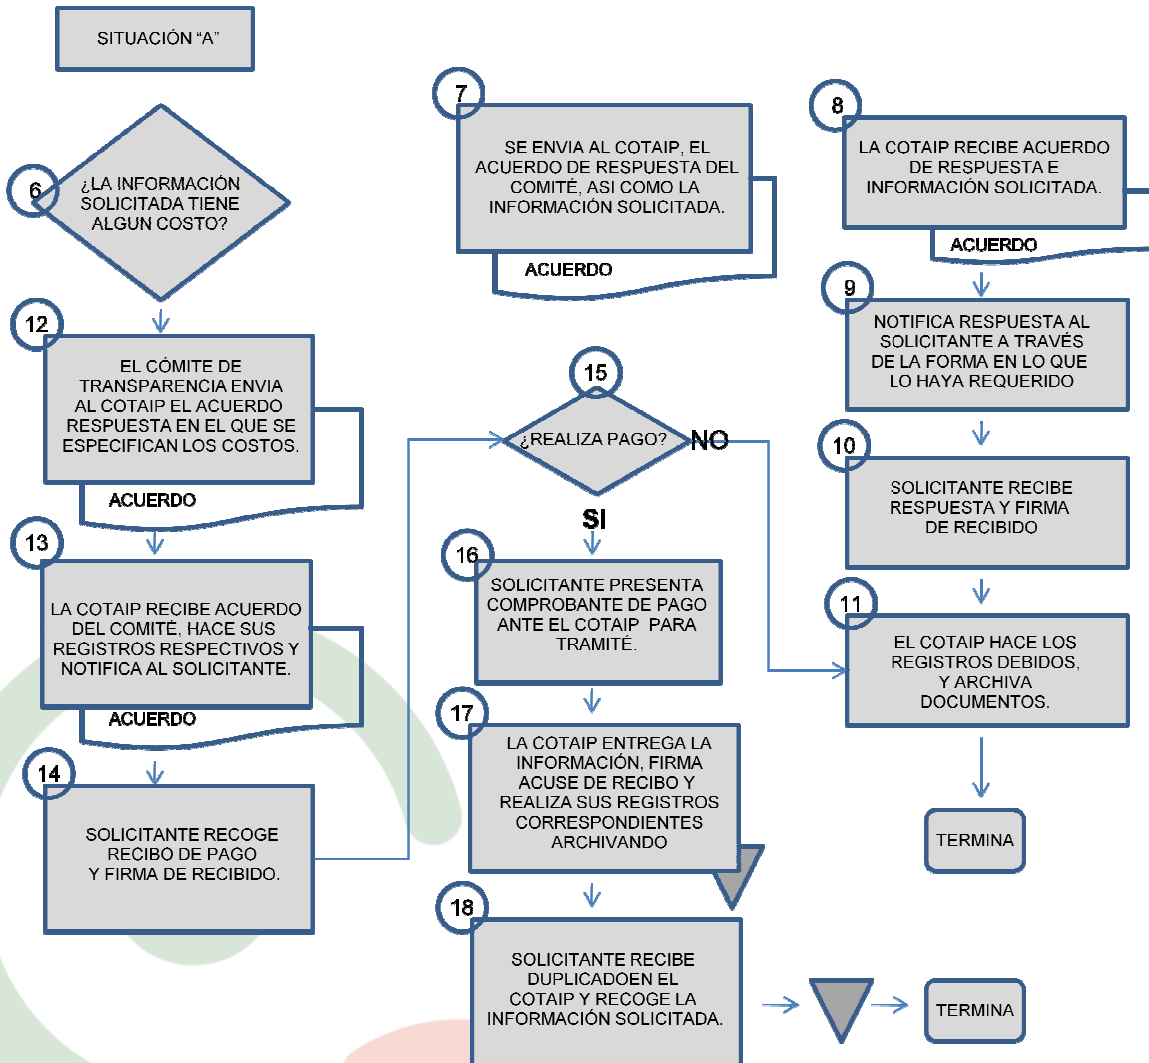 SITUACIÓN “A”
6
¿LA INFORMACIÓN
SOLICITADA TIENE
ALGUN COSTO?
7
SE ENVIA AL COTAIP, EL
ACUERDO DE RESPUESTA DEL
COMITÉ, ASI COMO LA
INFORMACIÓN SOLICITADA.
ACUERDO
8
LA COTAIP RECIBE ACUERDO
DE RESPUESTA E
INFORMACIÓN SOLICITADA.
ACUERDO
9
NOTIFICA RESPUESTA AL
SOLICITANTE A TRAVÉS
DE LA FORMA EN LO QUE
LO HAYA REQUERIDO
10
SOLICITANTE RECIBE
RESPUESTA Y FIRMA
DE RECIBIDO
11
EL COTAIP HACE LOS
REGISTROS DEBIDOS,
Y ARCHIVA
DOCUMENTOS.
TERMINA
12
EL CÓMITE DE
TRANSPARENCIA ENVIA
AL COTAIP EL ACUERDO
RESPUESTA EN EL QUE SE
ESPECIFICAN LOS COSTOS.
ACUERDO
13
LA COTAIP RECIBE ACUERDO
DEL COMITÉ, HACE SUS
REGISTROS RESPECTIVOS Y
NOTIFICA AL SOLICITANTE.
ACUERDO
14
SOLICITANTE RECOGE
RECIBO DE PAGO
Y FIRMA DE RECIBIDO.
15
¿REALIZA PAGO?
NO
SI
16
SOLICITANTE PRESENTA
COMPROBANTE DE PAGO
ANTE EL COTAIP PARA
TRAMITÉ.
17
LA COTAIP ENTREGA LA
INFORMACIÓN, FIRMA
ACUSE DE RECIBO Y
REALIZA SUS REGISTROS
CORRESPONDIENTES
ARCHIVANDO
18
SOLICITANTE RECIBE
DUPLICADOEN EL
COTAIP Y RECOGE LA
INFORMACIÓN SOLICITADA.
TERMINA